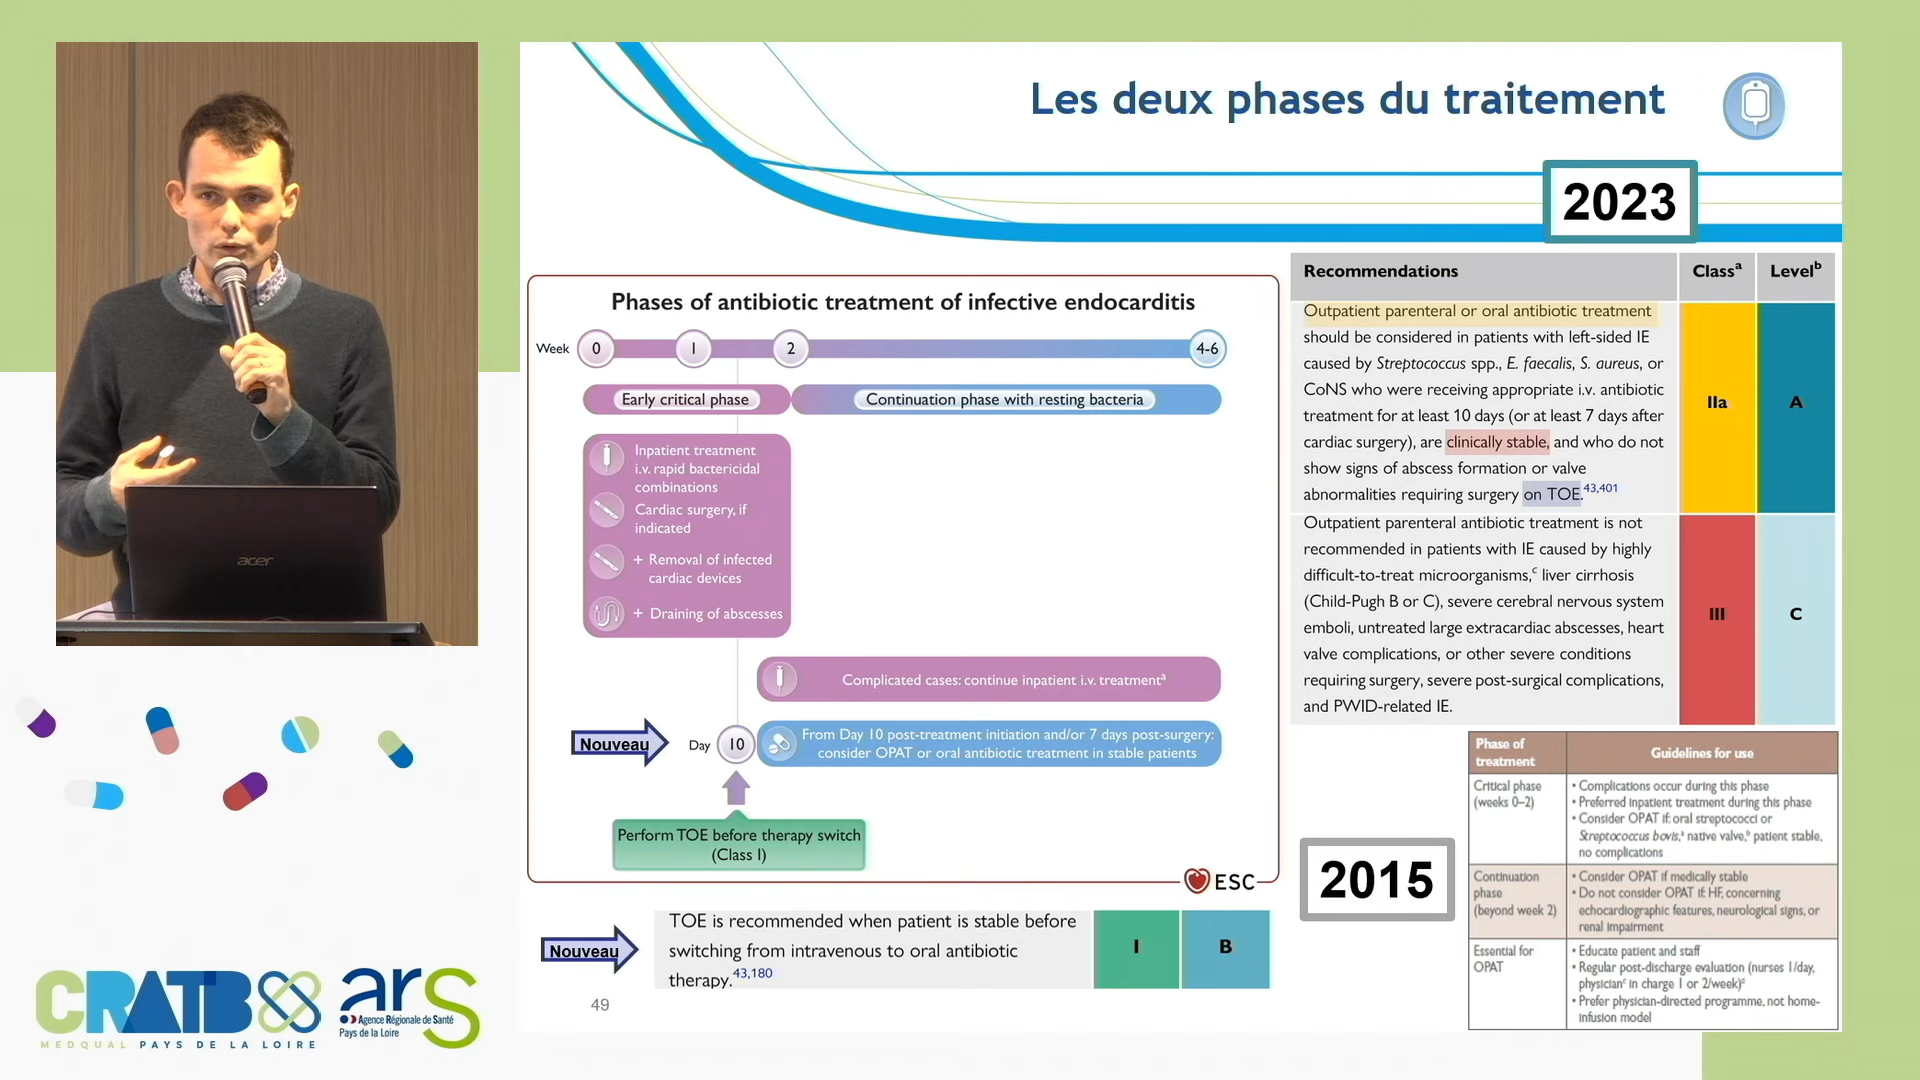 Les deux phases du traitement
2023
Phases of antibiotic treatment of infective endocarditis
Week
0
1
2
4-6
Early critical phase
Continuation phase with resting bacteria
Inpatient treatment
i.v. rapid bactericidal
combinations
Cardiac surgery, if
indicated
+ Removal of infected
cardiac devices
+ Draining of abscesses
Complicated cases: continue inpatient i.v. treatmentᵃ
Nouveau
Day
10
From Day 10 post-treatment initiation and/or 7 days post-surgery:
consider OPAT or oral antibiotic treatment in stable patients
Perform TOE before therapy switch
(Class I)
ESC
Nouveau
TOE is recommended when patient is stable before
switching from intravenous to oral antibiotic
therapy.43,180
I
B
49
Recommendations
Classᵃ
Levelᵇ
Outpatient parenteral or oral antibiotic treatment
should be considered in patients with left-sided IE
caused by Streptococcus spp., E. faecalis, S. aureus, or
CoNS who were receiving appropriate i.v. antibiotic
treatment for at least 10 days (or at least 7 days after
cardiac surgery), are clinically stable, and who do not
show signs of abscess formation or valve
abnormalities requiring surgery on TOE.43,401
IIa
A
Outpatient parenteral antibiotic treatment is not
recommended in patients with IE caused by highly
difficult-to-treat microorganisms,ᶜ liver cirrhosis
(Child-Pugh B or C), severe cerebral nervous system
emboli, untreated large extracardiac abscesses, heart
valve complications, or other severe conditions
requiring surgery, severe post-surgical complications,
and PWID-related IE.
III
C
2015
Phase of
treatment
Guidelines for use
Critical phase
(weeks 0–2)
• Complications occur during this phase
• Preferred inpatient treatment during this phase
• Consider OPAT if: oral streptococci or
Streptococcus bovis,ᵃ native valve,ᵇ patient stable,
no complications
Continuation
phase
(beyond week 2)
• Consider OPAT if medically stable
• Do not consider OPAT if: HF, concerning
echocardiographic features, neurological signs, or
renal impairment
Essential for
OPAT
• Educate patient and staff
• Regular post-discharge evaluation (nurses 1/day,
physicianᶜ in charge 1 or 2/week)ᵈ
• Prefer physician-directed programme, not home-
infusion model
acer
CRATB
MEDQUAL PAYS DE LA LOIRE
ars
Agence Régionale de Santé
Pays de la Loire